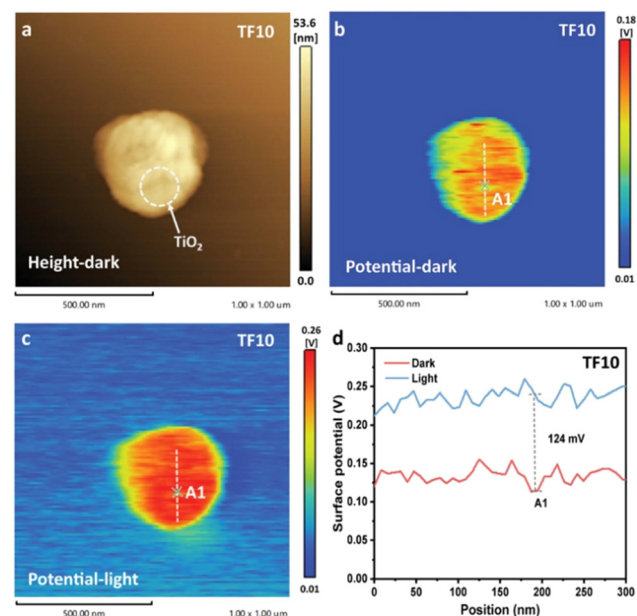 a
TF10
53.6
[nm]
TiO₂
Height-dark
0.0
500.00 nm
1.00 x 1.00 um
b
TF10
0.18
[V]
A1
Potential-dark
0.01
500.00 nm
1.00 x 1.00 um
c
TF10
0.26
[V]
A1
Potential-light
0.01
500.00 nm
1.00 x 1.00 um
d
TF10
Dark
Light
124 mV
A1
Surface potential (V)
0.30
0.25
0.20
0.15
0.10
0.05
0.00
0 50 100 150 200 250 300
Position (nm)